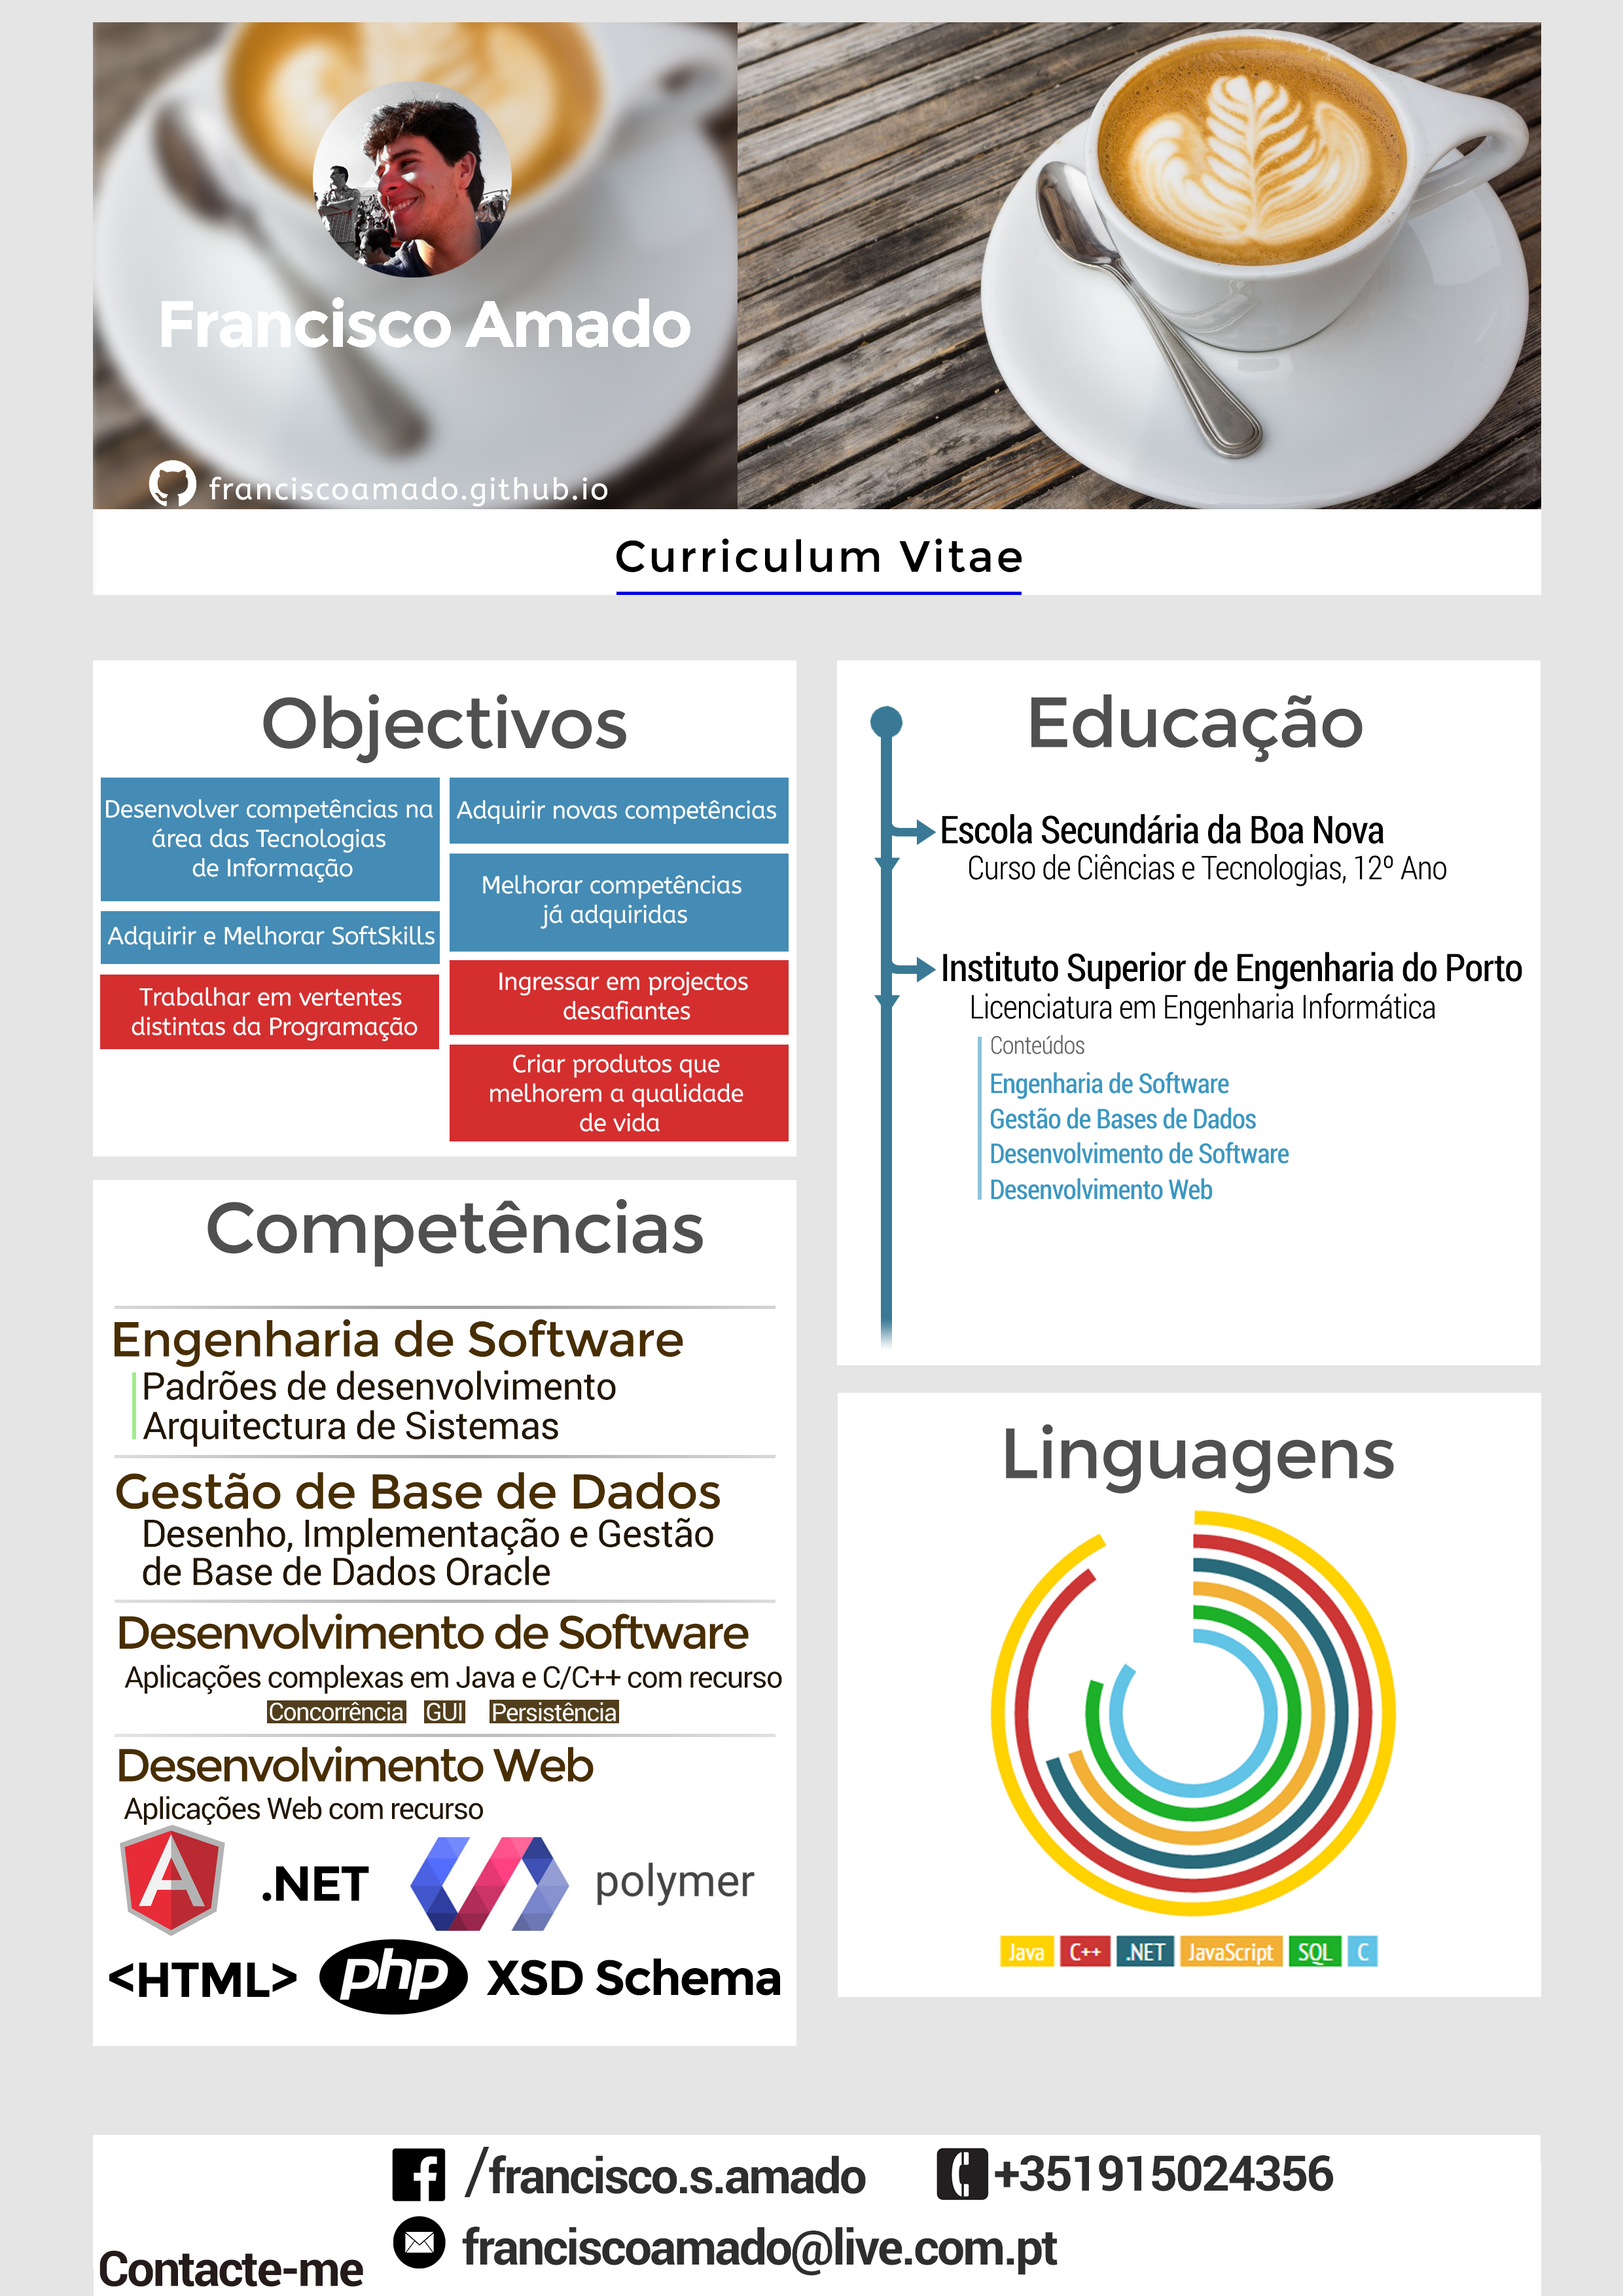 Francisco Amado
franciscoamado.github.io
Curriculum Vitae
Objectivos
Desenvolver competências na
área das Tecnologias
de Informação
Adquirir e Melhorar SoftSkills
Trabalhar em vertentes
distintas da Programação
Adquirir novas competências
Melhorar competências
já adquiridas
Ingressar em projectos
desafiantes
Criar produtos que
melhorem a qualidade
de vida
Educação
Escola Secundária da Boa Nova
Curso de Ciências e Tecnologias, 12º Ano
Instituto Superior de Engenharia do Porto
Licenciatura em Engenharia Informática
Conteúdos
Engenharia de Software
Gestão de Bases de Dados
Desenvolvimento de Software
Desenvolvimento Web
Competências
Engenharia de Software
Padrões de desenvolvimento
Arquitectura de Sistemas
Gestão de Base de Dados
Desenho, Implementação e Gestão
de Base de Dados Oracle
Desenvolvimento de Software
Aplicações complexas em Java e C/C++ com recurso
Concorrência GUI Persistência
Desenvolvimento Web
Aplicações Web com recurso
A .NET polymer
<HTML> php XSD Schema
Linguagens
Java C++ .NET JavaScript SQL C
Contacte-me
/francisco.s.amado
+351915024356
franciscoamado@live.com.pt